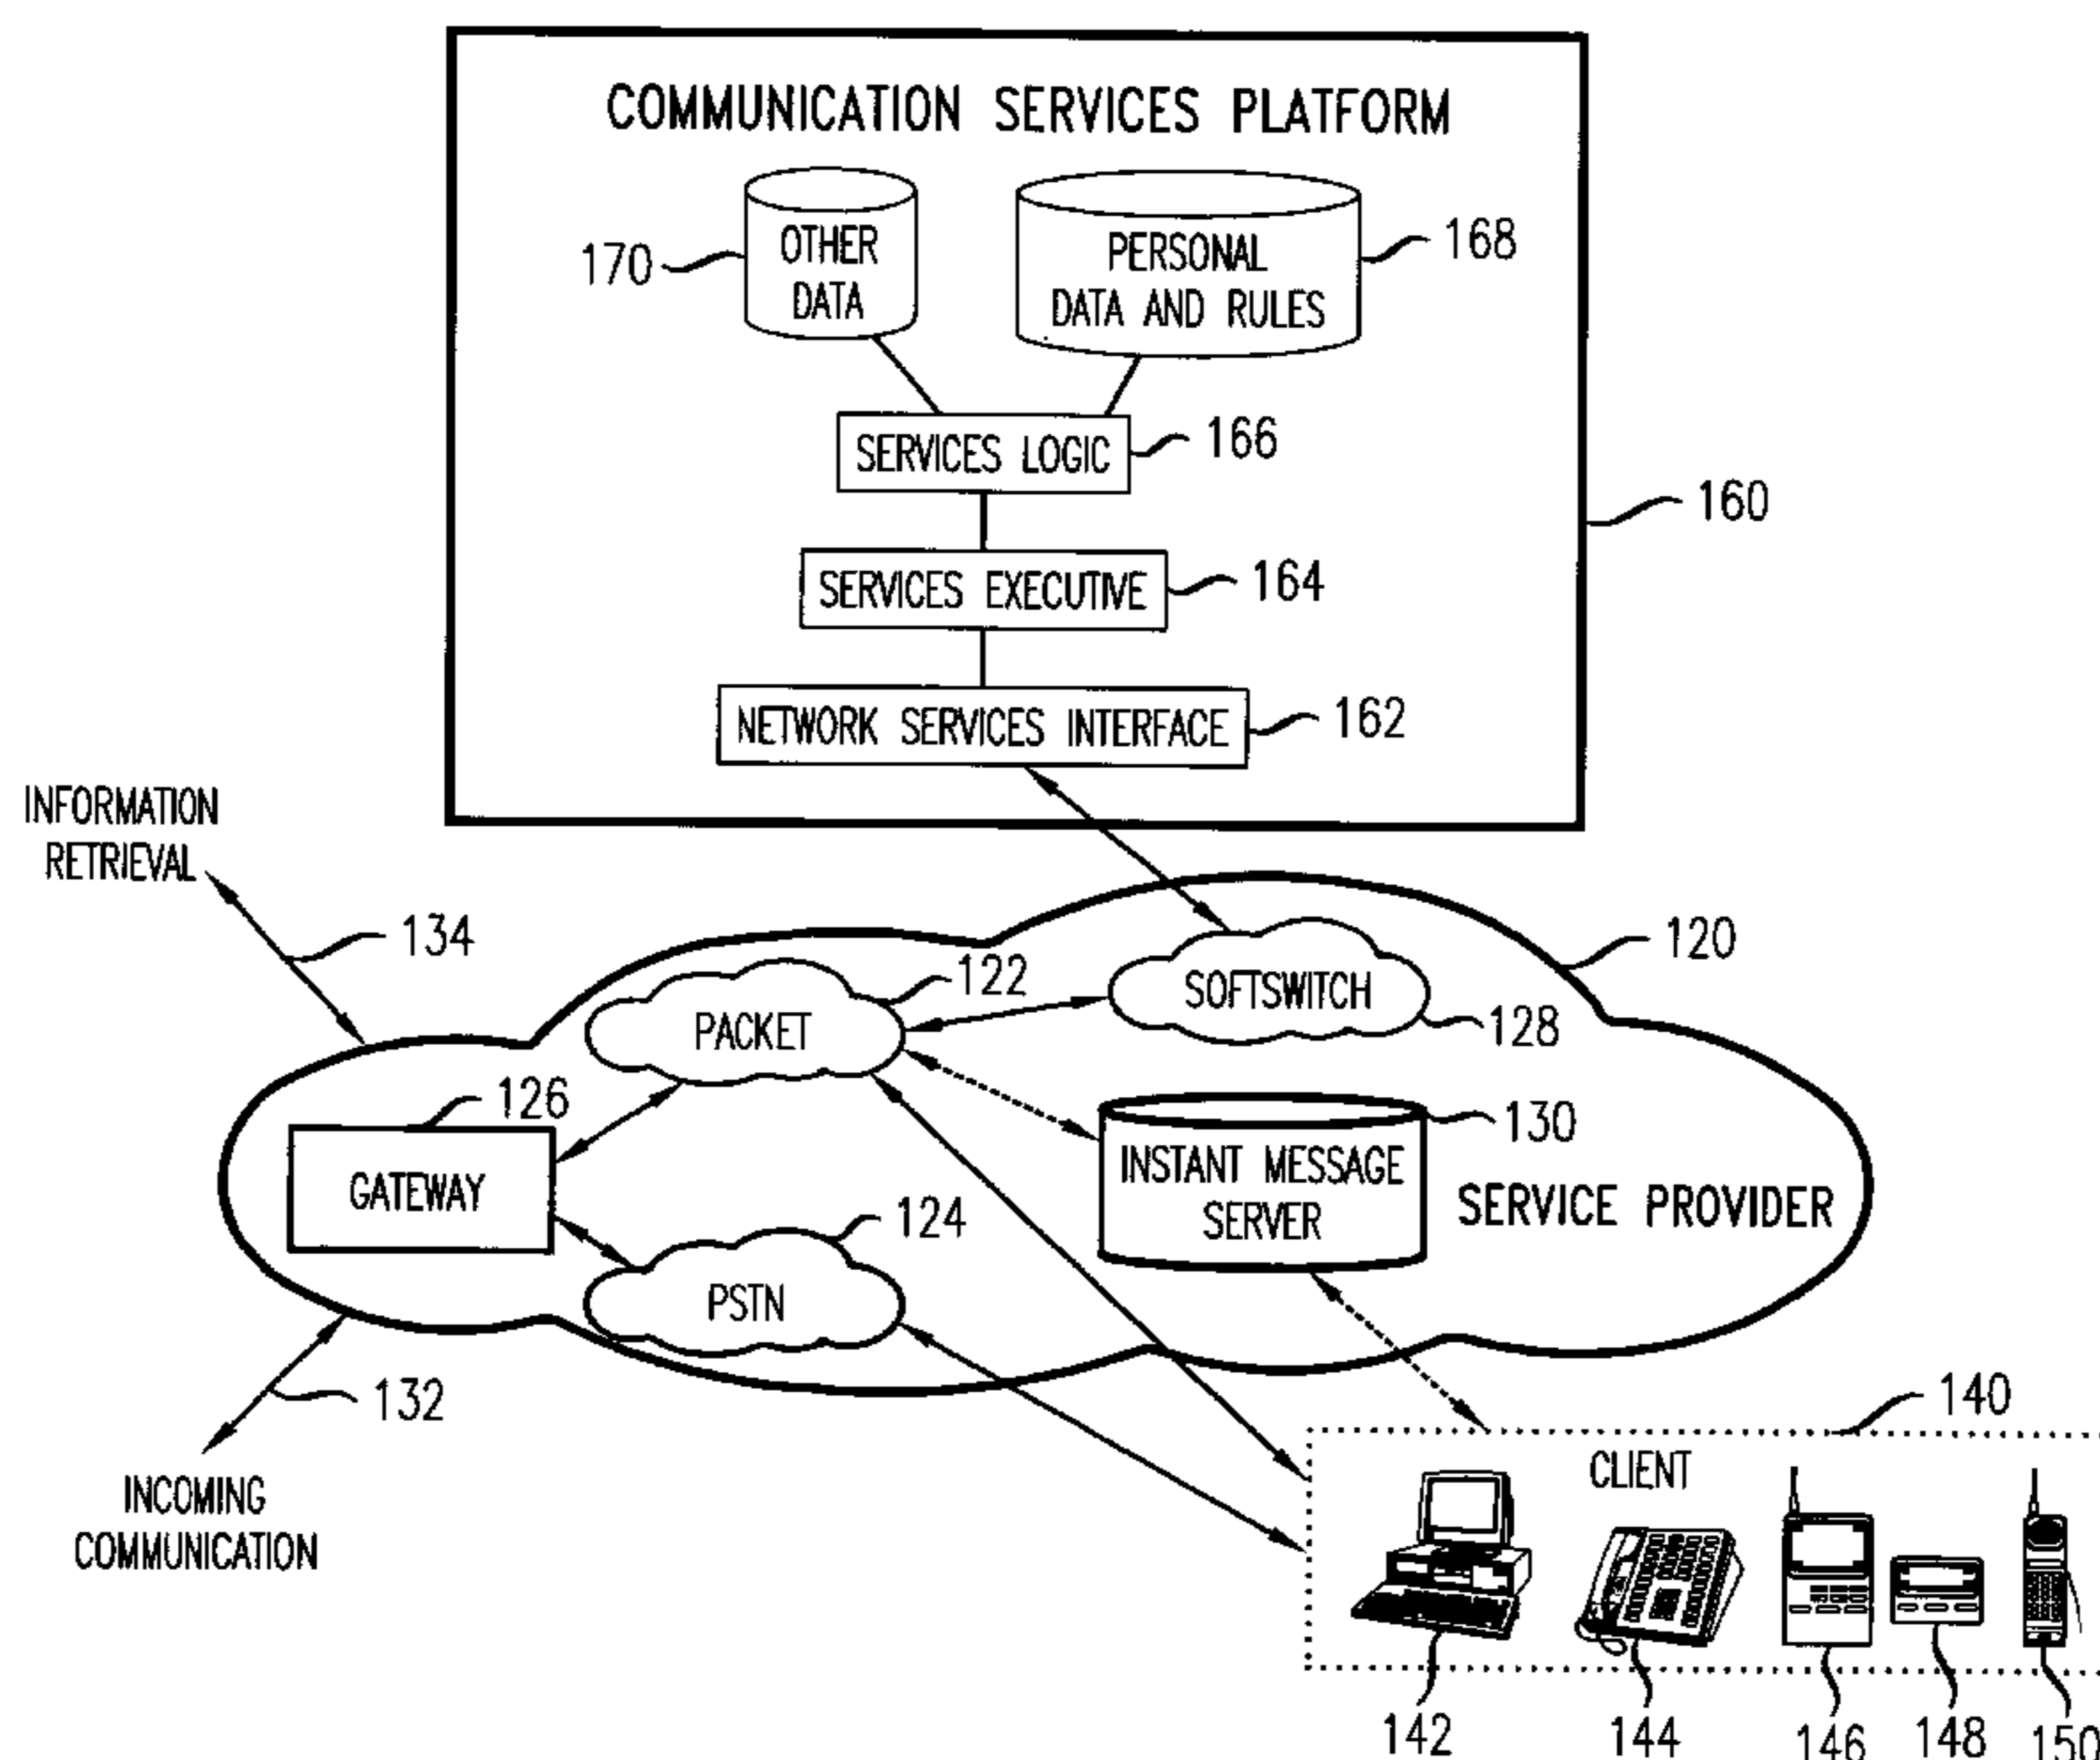 COMMUNICATION SERVICES PLATFORM
OTHER
DATA
170
PERSONAL
DATA AND RULES
168
SERVICES LOGIC
166
160
SERVICES EXECUTIVE
164
NETWORK SERVICES INTERFACE
162
INFORMATION
RETRIEVAL
134
120
122
PACKET
SOFTSWITCH
128
126
GATEWAY
130
INSTANT MESSAGE
SERVER
SERVICE PROVIDER
124
PSTN
132
INCOMING
COMMUNICATION
140
CLIENT
142
144
146
148
150